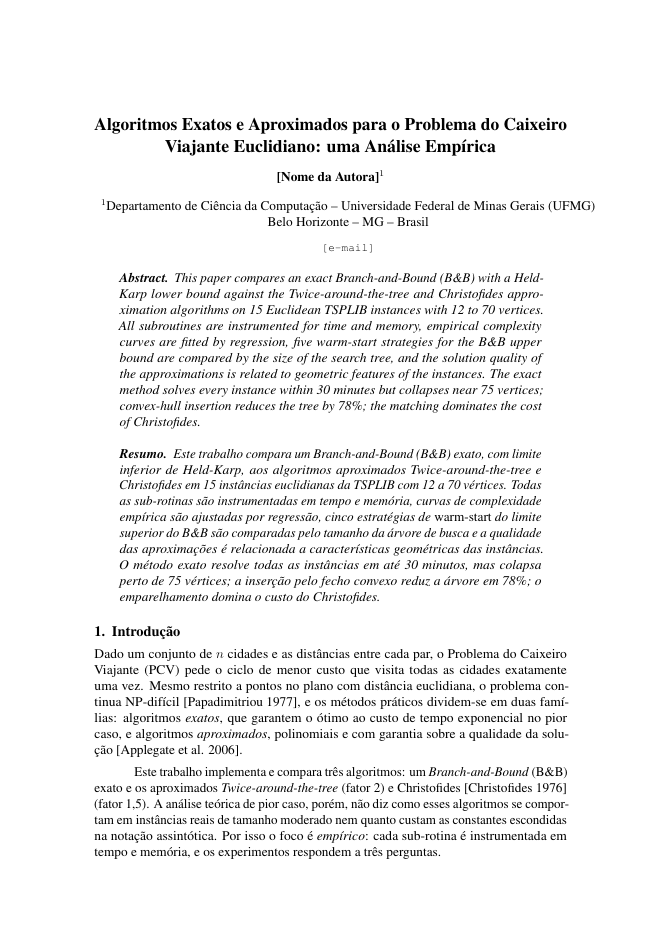 Algoritmos Exatos e Aproximados para o Problema do Caixeiro
Viajante Euclidiano: uma Análise Empírica
[Nome da Autora]1
1Departamento de Ciência da Computação – Universidade Federal de Minas Gerais (UFMG)
Belo Horizonte – MG – Brasil
[e-mail]
Abstract. This paper compares an exact Branch-and-Bound (B&B) with a Held-
Karp lower bound against the Twice-around-the-tree and Christofides appro-
ximation algorithms on 15 Euclidean TSPLIB instances with 12 to 70 vertices.
All subroutines are instrumented for time and memory, empirical complexity
curves are fitted by regression, five warm-start strategies for the B&B upper
bound are compared by the size of the search tree, and the solution quality of
the approximations is related to geometric features of the instances. The exact
method solves every instance within 30 minutes but collapses near 75 vertices;
convex-hull insertion reduces the tree by 78%; the matching dominates the cost
of Christofides.
Resumo. Este trabalho compara um Branch-and-Bound (B&B) exato, com limite
inferior de Held-Karp, aos algoritmos aproximados Twice-around-the-tree e
Christofides em 15 instâncias euclidianas da TSPLIB com 12 a 70 vértices. Todas
as sub-rotinas são instrumentadas em tempo e memória, curvas de complexidade
empírica são ajustadas por regressão, cinco estratégias de warm-start do limite
superior do B&B são comparadas pelo tamanho da árvore de busca e a qualidade
das aproximações é relacionada a características geométricas das instâncias.
O método exato resolve todas as instâncias em até 30 minutos, mas colapsa
perto de 75 vértices; a inserção pelo fecho convexo reduz a árvore em 78%; o
emparelhamento domina o custo do Christofides.
1. Introdução
Dado um conjunto de n cidades e as distâncias entre cada par, o Problema do Caixeiro
Viajante (PCV) pede o ciclo de menor custo que visita todas as cidades exatamente
uma vez. Mesmo restrito a pontos no plano com distância euclidiana, o problema con-
tinua NP-difícil [Papadimitriou 1977], e os métodos práticos dividem-se em duas famí-
lias: algoritmos exatos, que garantem o ótimo ao custo de tempo exponencial no pior
caso, e algoritmos aproximados, polinomiais e com garantia sobre a qualidade da solu-
ção [Applegate et al. 2006].
Este trabalho implementa e compara três algoritmos: um Branch-and-Bound (B&B)
exato e os aproximados Twice-around-the-tree (fator 2) e Christofides [Christofides 1976]
(fator 1,5). A análise teórica de pior caso, porém, não diz como esses algoritmos se compor-
tam em instâncias reais de tamanho moderado nem quanto custam as constantes escondidas
na notação assintótica. Por isso o foco é empírico: cada sub-rotina é instrumentada em
tempo e memória, e os experimentos respondem a três perguntas.